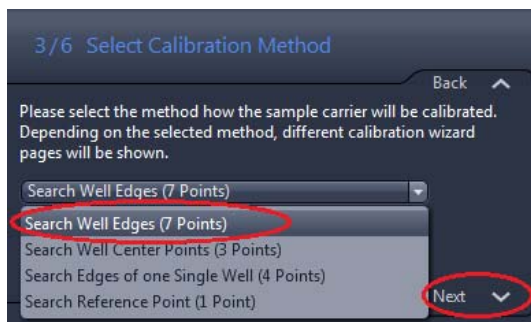 3/6 Select Calibration Method
Back
Please select the method how the sample carrier will be calibrated.
Depending on the selected method, different calibration wizard
pages will be shown.
Search Well Edges (7 Points)
Search Well Edges (7 Points)
Search Well Center Points (3 Points)
Search Edges of one Single Well (4 Points)
Search Reference Point (1 Point)
Next